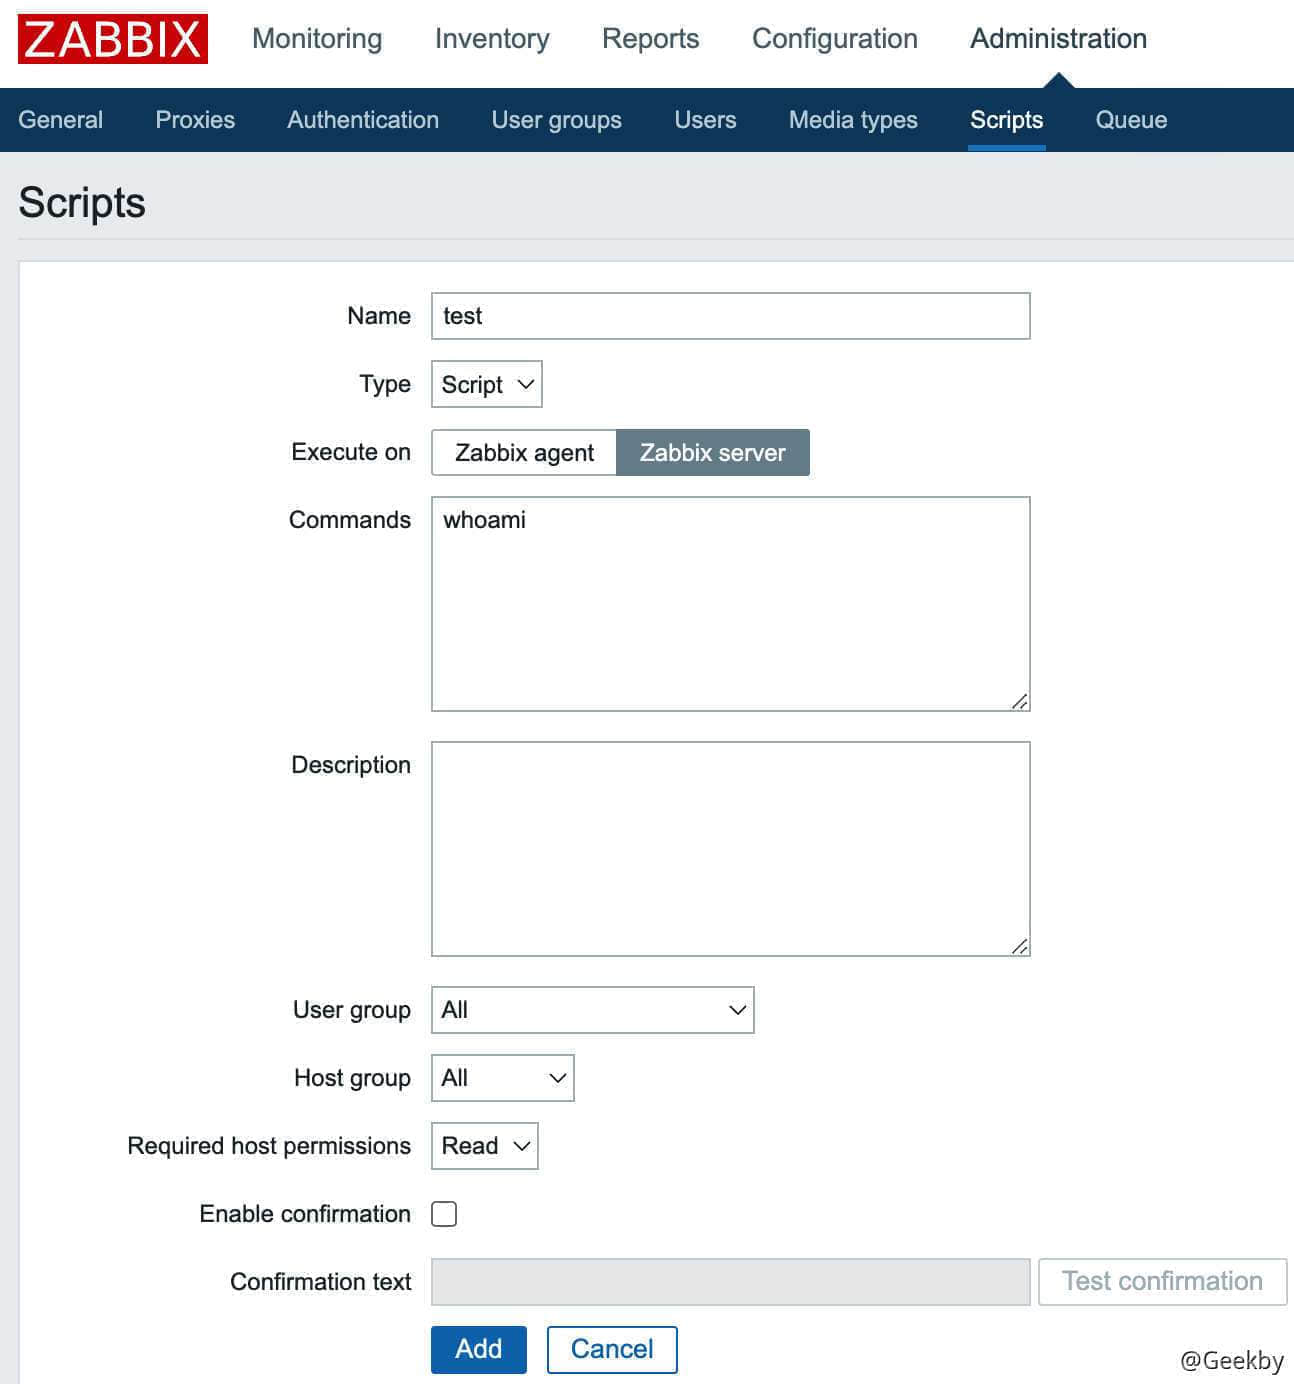 ZABBIX Monitoring Inventory Reports Configuration Administration
General Proxies Authentication User groups Users Media types Scripts Queue
Scripts
Name test
Type Script
Execute on Zabbix agent Zabbix server
Commands whoami
Description
User group All
Host group All
Required host permissions Read
Enable confirmation
Confirmation text Test confirmation
Add Cancel
@Geekby